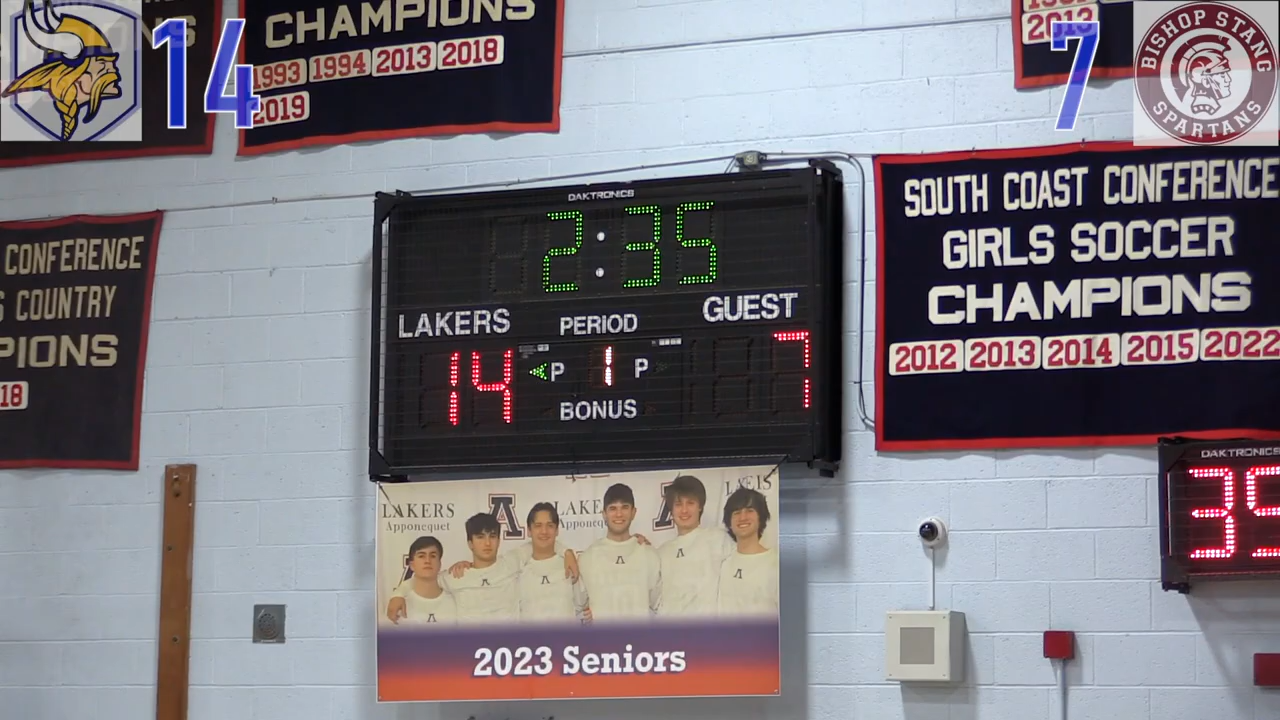 CHAMPIONS
1993 1994 2013 2018
2019
14
7
2013
BISHOP STANG
SPARTANS
CONFERENCE
COUNTRY
PIONS
18
SOUTH COAST CONFERENCE
GIRLS SOCCER
CHAMPIONS
2012 2013 2014 2015 2022
DAKTRONICS
2:35
LAKERS
PERIOD
GUEST
14
P 1 P
7
BONUS
DAKTRONICS
35
LAKERS
Apponequet
A
LAKE
Apponeq
A
A
A
A
A
A
A
2023 Seniors